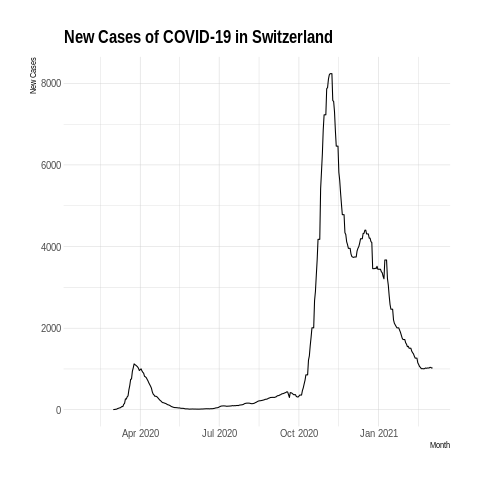 New Cases of COVID-19 in Switzerland
New Cases
8000
6000
4000
2000
0
Apr 2020
Jul 2020
Oct 2020
Jan 2021
Month